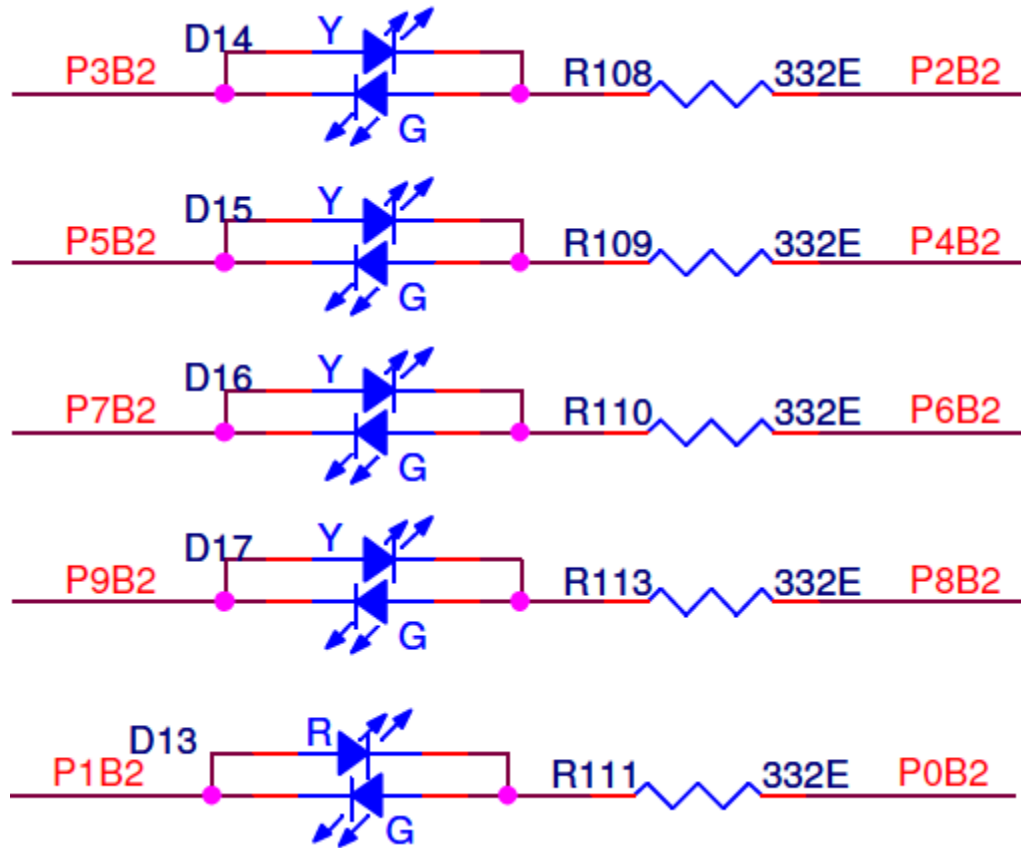 D14 Y
P3B2 R108 332E P2B2
G
D15 Y
P5B2 R109 332E P4B2
G
D16 Y
P7B2 R110 332E P6B2
G
D17 Y
P9B2 R113 332E P8B2
G
D13 R
P1B2 R111 332E P0B2
G